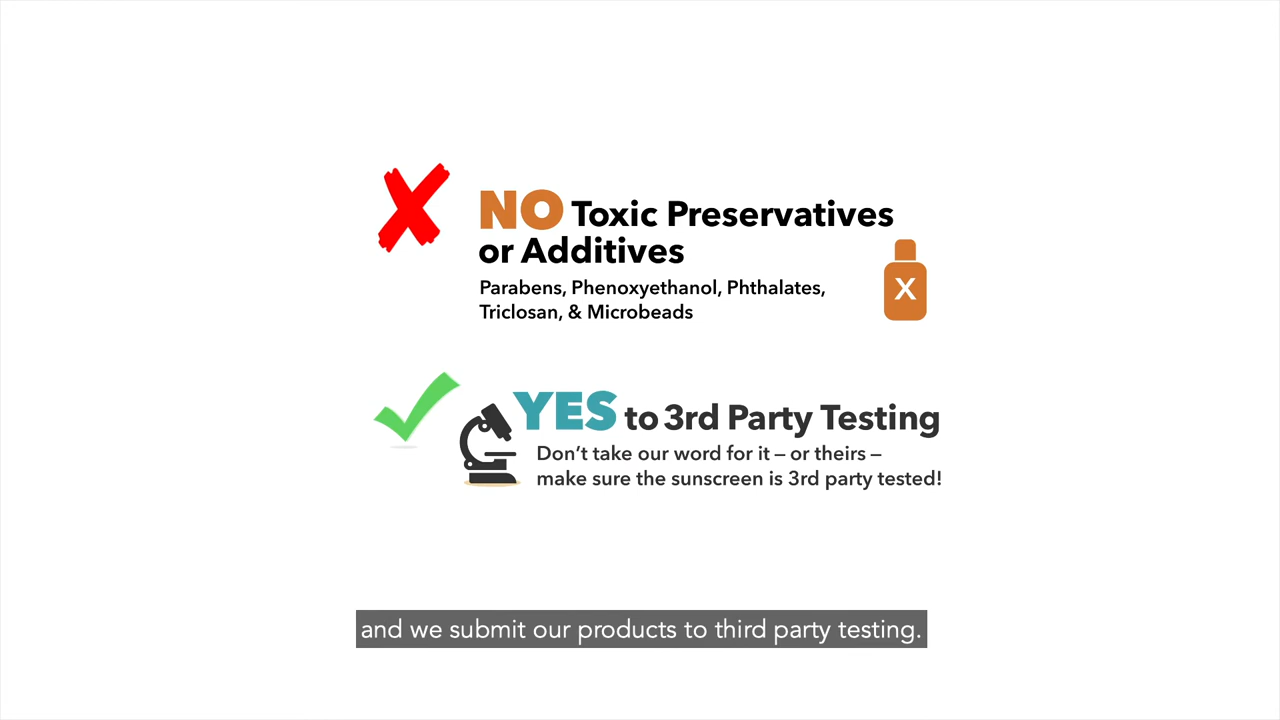 NO Toxic Preservatives
or Additives
Parabens, Phenoxyethanol, Phthalates,
Triclosan, & Microbeads
X
YES to 3rd Party Testing
Don’t take our word for it – or theirs –
make sure the sunscreen is 3rd party tested!
and we submit our products to third party testing.